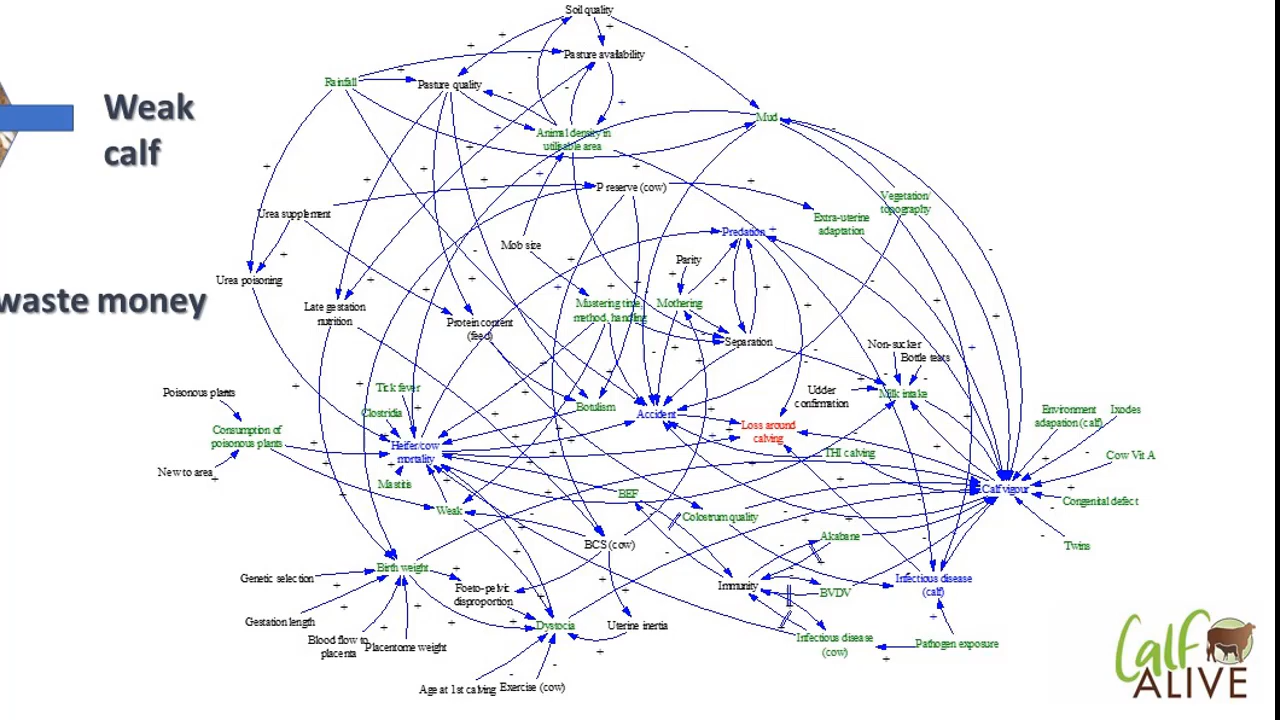 Weak
calf
waste money
Soil quality
Pasture availability
Rainfall
Pasture quality
Mud
Animal density in
utilisable area
P reserve (cow)
Vegetation/
topography
Urea supplement
Extra-uterine
adaptation
Mob size
Predation
Parity
Urea poisoning
Late gestation
nutrition
Mustering time,
method, handling
Mothering
Protein content
(feed)
Separation
Non-sucker
Bottle teats
Poisonous plants
Tick fever
Udder
confirmation
Milk intake
Clostridia
Botulism
Accident
Environment
adepation (calf)
Ixodes
Consumption of
poisonous plants
Loss around
calving
Heifer/cow
mortality
THI calving
Cow Vit A
New to area
Mastitis
BEF
Calf vigour
Congenital defect
Weak
Colostrum quality
Akabane
Twins
BCS (cow)
Birth weight
Genetic selection
Foeto-pelvic
disproportion
Immunity
BVDV
Infectious disease
(calf)
Gestation length
Dystocia
Uterine inertia
Blood flow to
placenta
Placentome weight
Infectious disease
(cow)
Pathogen exposure
Age at 1st calving
Exercise (cow)
Calf
ALIVE